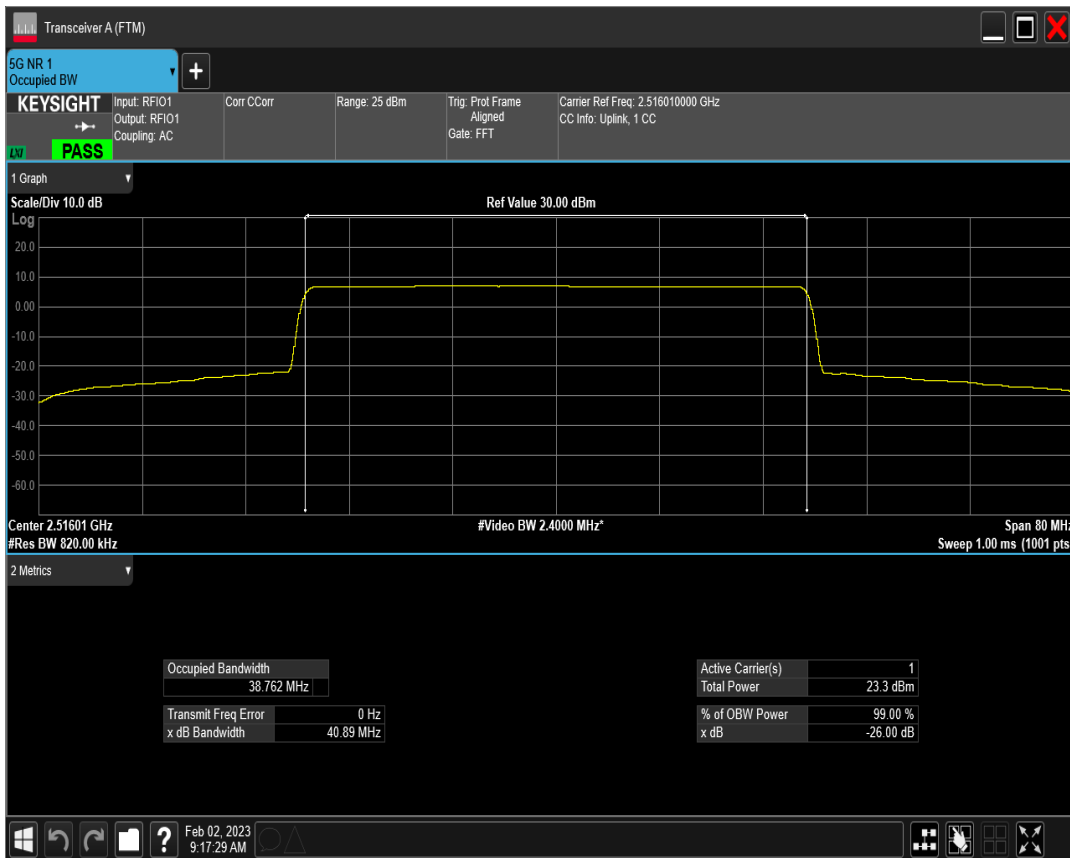 Transceiver A (FTM)
5G NR 1
Occupied BW
+
KEYSIGHT
LXI
PASS
Input: RFIO1
Output: RFIO1
Coupling: AC
Corr CCorr
Range: 25 dBm
Trig: Prot Frame
Aligned
Gate: FFT
Carrier Ref Freq: 2.516010000 GHz
CC Info: Uplink, 1 CC
1 Graph
Scale/Div 10.0 dB
Ref Value 30.00 dBm
Log
20.0
10.0
0.00
-10.0
-20.0
-30.0
-40.0
-50.0
-60.0
Center 2.51601 GHz
#Video BW 2.4000 MHz*
Span 80 MHz
#Res BW 820.00 kHz
Sweep 1.00 ms (1001 pts
2 Metrics
Occupied Bandwidth
38.762 MHz
Transmit Freq Error 0 Hz
x dB Bandwidth 40.89 MHz
Active Carrier(s) 1
Total Power 23.3 dBm
% of OBW Power 99.00 %
x dB -26.00 dB
?
Feb 02, 2023
9:17:29 AM